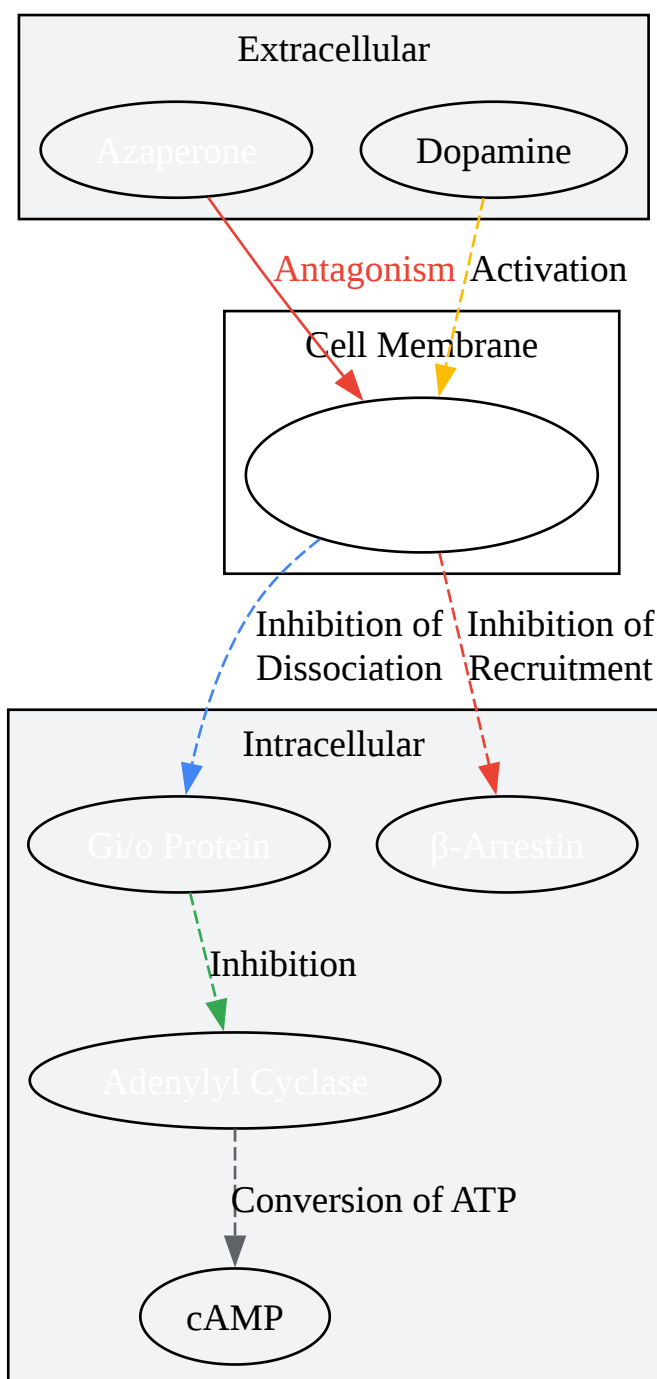 Extracellular
Azaperone
Dopamine
Antagonism
Activation
Cell Membrane
Inhibition of
Dissociation
Inhibition of
Recruitment
Intracellular
Gi/o Protein
β-Arrestin
Inhibition
Adenylyl Cyclase
Conversion of ATP
cAMP